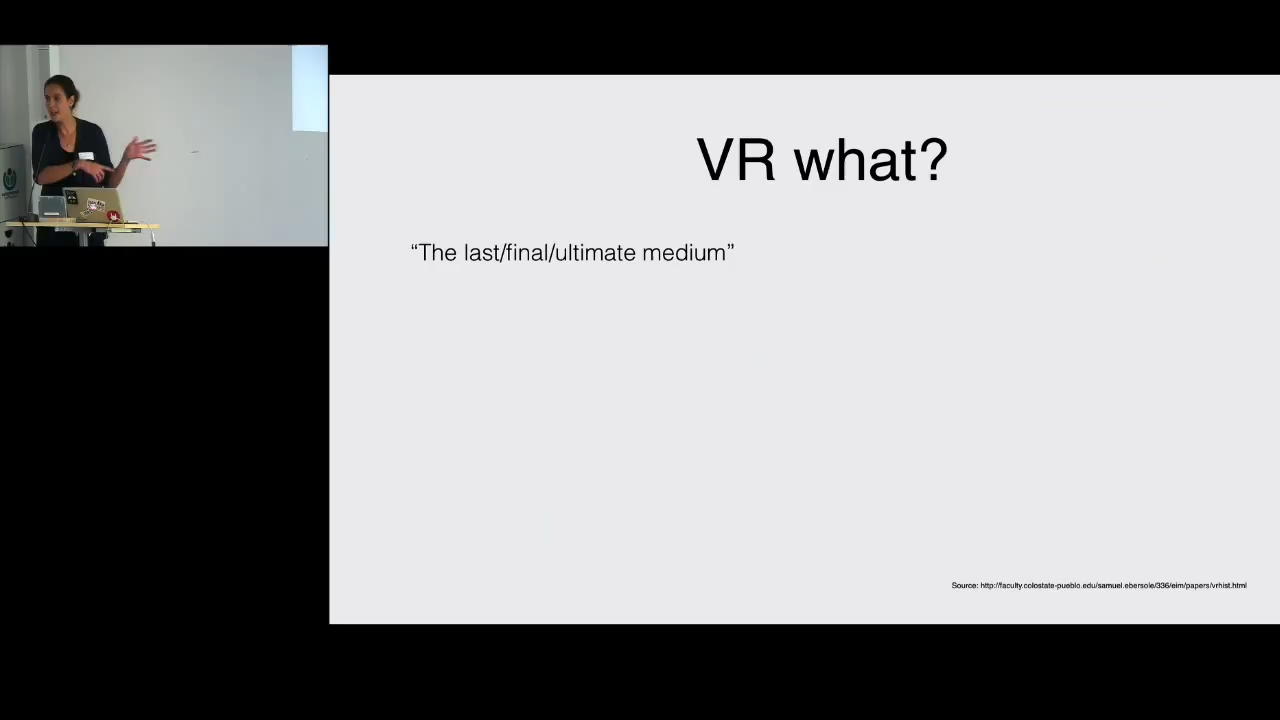 VR what?
“The last/final/ultimate medium”
Source: http://faculty.colostate-pueblo.edu/samuel.ebersole/336/eim/papers/vrhist.html